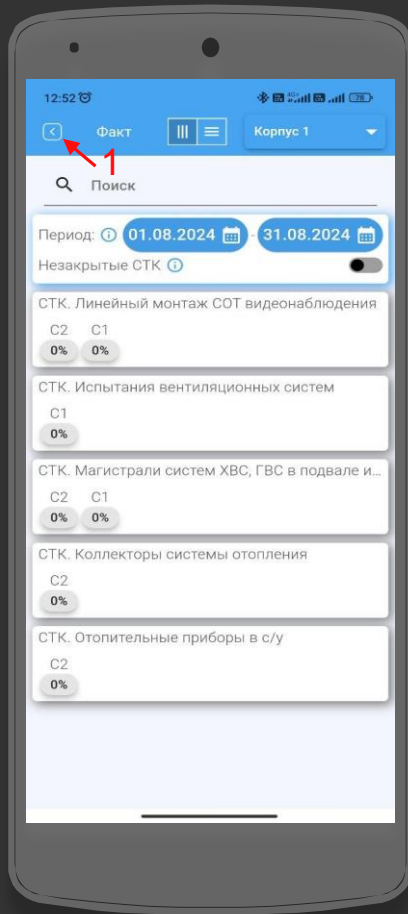 12:52 78
Факт Корпус 1
1
Поиск
Период: 01.08.2024 - 31.08.2024
Незакрытые СТК
СТК. Линейный монтаж СОТ видеонаблюдения
С2 С1
0% 0%
СТК. Испытания вентиляционных систем
С1
0%
СТК. Магистрали систем ХВС, ГВС в подвале и...
С2 С1
0% 0%
СТК. Коллекторы системы отопления
С2
0%
СТК. Отопительные приборы в с/у
С2
0%